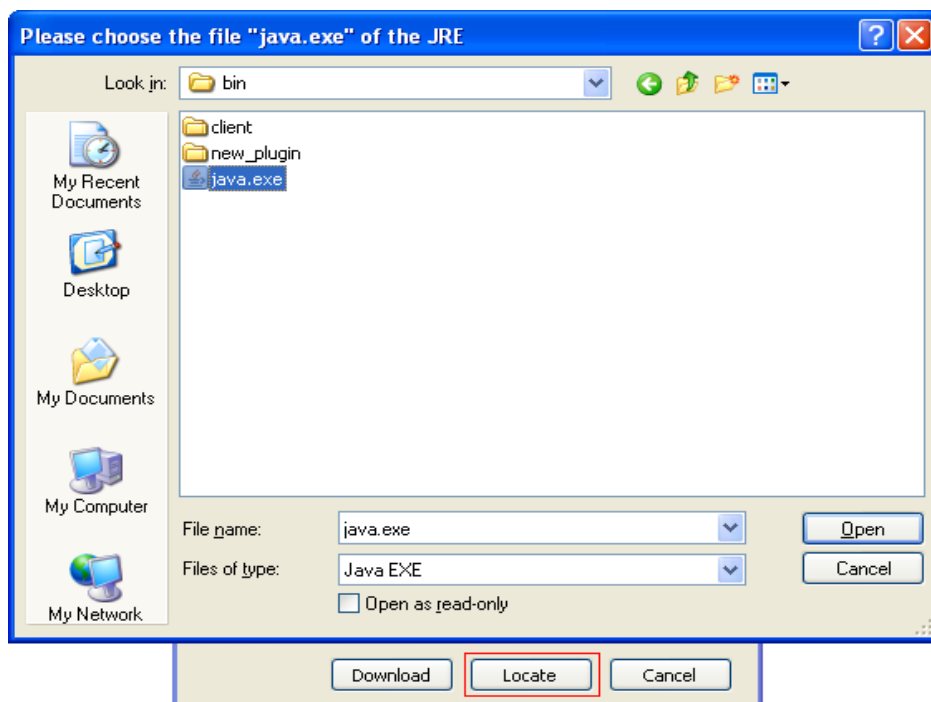 Please choose the file "java.exe" of the JRE
Look in:
bin
client
new_plugin
java.exe
My Recent
Documents
Desktop
My Documents
My Computer
My Network
File name:
java.exe
Open
Files of type:
Java EXE
Cancel
Open as read-only
Download
Locate
Cancel